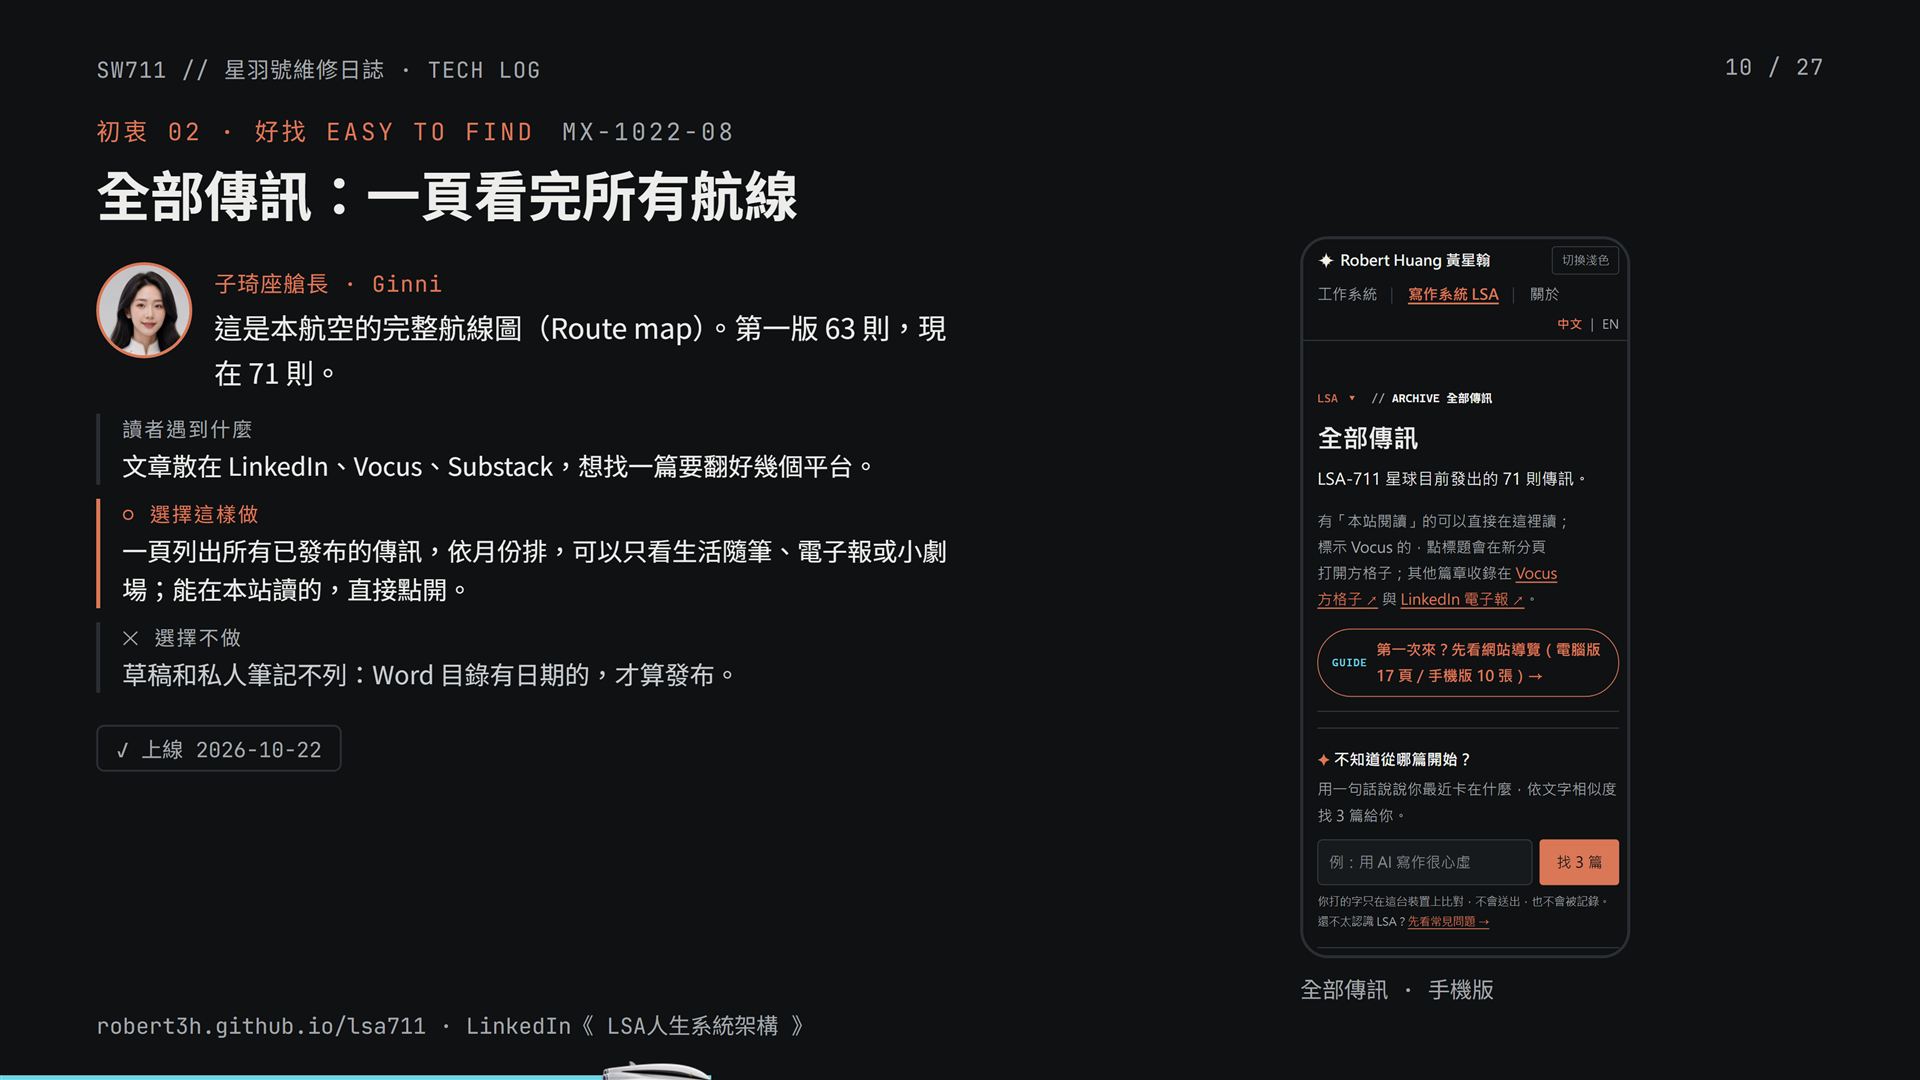 SW711 // 星羽號維修日誌 · TECH LOG
10 / 27
初衷 02 · 好找 EASY TO FIND MX-1022-08
全部傳訊：一頁看完所有航線
子琦座艙長 · Ginni
這是本航空的完整航線圖（Route map）。第一版 63 則，現
在 71 則。
讀者遇到什麼
文章散在 LinkedIn、Vocus、Substack，想找一篇要翻好幾個平台。
○ 選擇這樣做
一頁列出所有已發布的傳訊，依月份排，可以只看生活隨筆、電子報或小劇
場；能在本站讀的，直接點開。
× 選擇不做
草稿和私人筆記不列：Word 目錄有日期的，才算發布。
✓ 上線 2026-10-22
✦ Robert Huang 黃星翰
切換淺色
工作系統 | 寫作系統 LSA | 關於
中文 | EN
LSA ▼ // ARCHIVE 全部傳訊
全部傳訊
LSA-711 星球目前發出的 71 則傳訊。
有「本站閱讀」的可以直接在這裡讀；
標示 Vocus 的，點標題會在新分頁
打開方格子；其他篇章收錄在 Vocus
方格子 ↗ 與 LinkedIn 電子報 ↗。
GUIDE 第一次來？先看網站導覽（電腦版
17 頁 / 手機版 10 張）→
✦ 不知道從哪篇開始？
用一句話說說你最近卡在什麼，依文字相似度
找 3 篇給你。
例：用 AI 寫作很心虛
找 3 篇
你打的字只在這台裝置上比對，不會送出，也不會被記錄。
還不太認識 LSA？先看常見問題 →
全部傳訊 · 手機版
robert3h.github.io/lsa711 · LinkedIn《 LSA人生系統架構 》